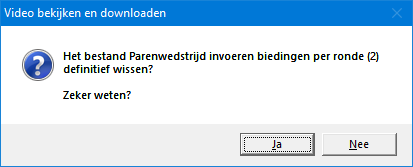 Video bekijken en downloaden
Het bestand Parenwedstrijd invoeren biedingen per ronde (2)
definitief wissen?
Zeker weten?
Ja
Nee